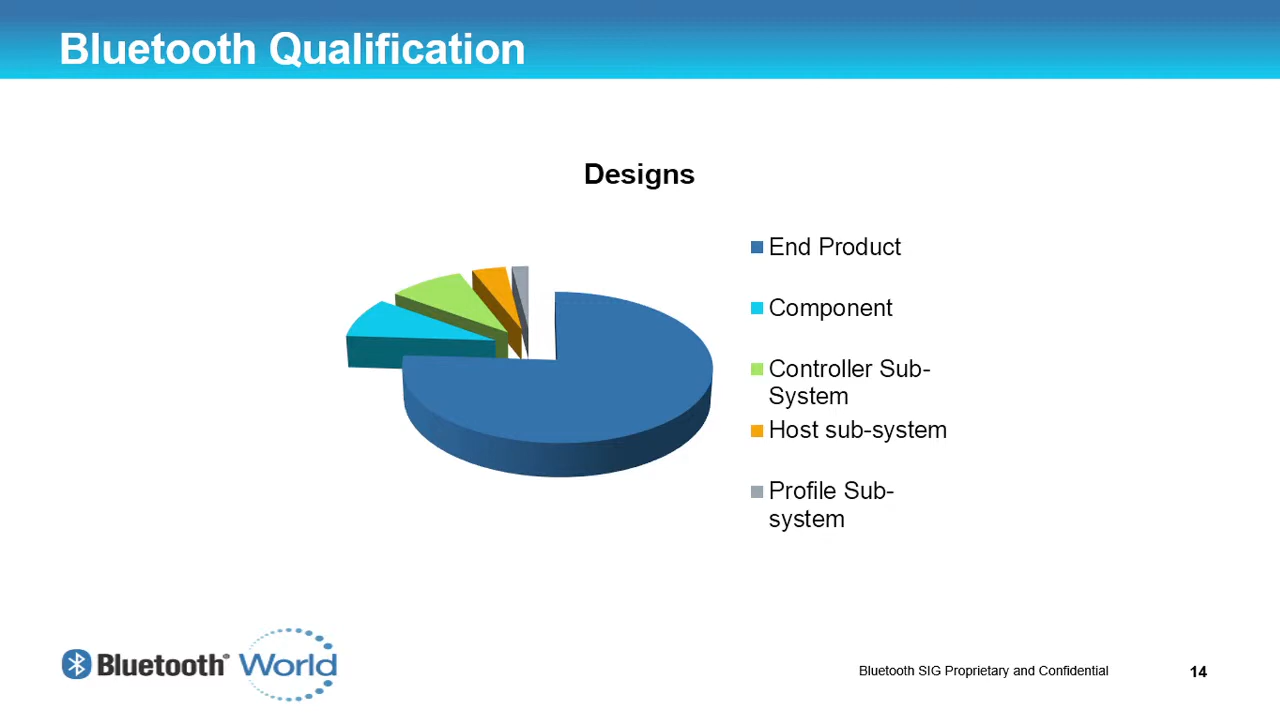 Bluetooth Qualification
Designs
End Product
Component
Controller Sub-
System
Host sub-system
Profile Sub-
system
Bluetooth World
Bluetooth SIG Proprietary and Confidential
14